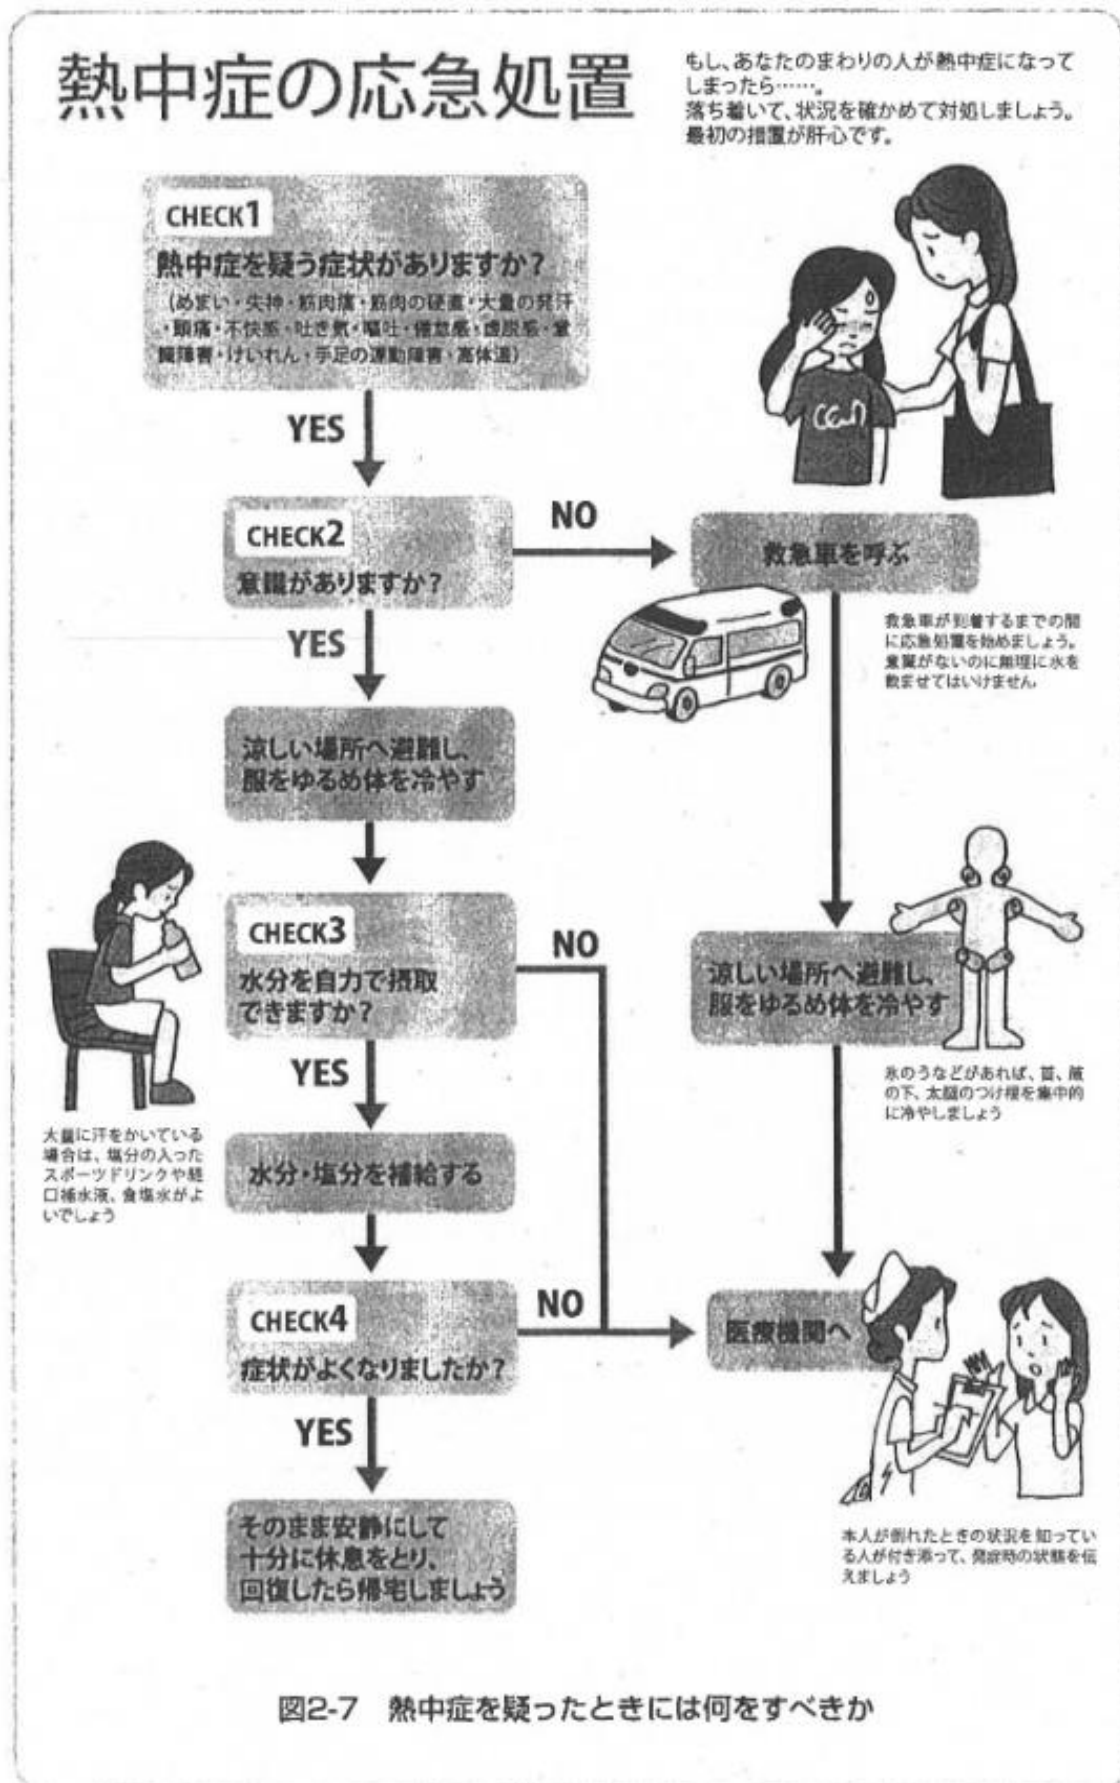 熱中症の応急処置
もし、あなたのまわりの人が熱中症になって
しまったら……。
落ち着いて、状況を確かめて対処しましょう。
最初の措置が肝心です。
CHECK1
熱中症を疑う症状がありますか?
(めまい・失神・筋肉痛・筋肉の硬直・大量の発汗
・頭痛・不快感・吐き気・嘔吐・倦怠感・虚脱感・意
識障害・けいれん・手足の運動障害・高体温)
YES
CHECK2
意識がありますか?
NO
救急車を呼ぶ
救急車が到着するまでの間
に応急処置を始めましょう。
意識がないのに無理に水を
飲ませてはいけません
YES
涼しい場所へ避難し、
服をゆるめ体を冷やす
CHECK3
水分を自力で摂取
できますか?
NO
涼しい場所へ避難し、
服をゆるめ体を冷やす
氷のうなどがあれば、首、腋
の下、太腿のつけ根を集中的
に冷やしましょう
YES
大量に汗をかいている
場合は、塩分の入った
スポーツドリンクや経
口補水液、食塩水がよ
いでしょう
水分・塩分を補給する
CHECK4
症状がよくなりましたか?
NO
医療機関へ
YES
そのまま安静にして
十分に休息をとり、
回復したら帰宅しましょう
本人が倒れたときの状況を知ってい
る人が付き添って、発症時の状態を伝
えましょう
図2-7 熱中症を疑ったときには何をすべきか